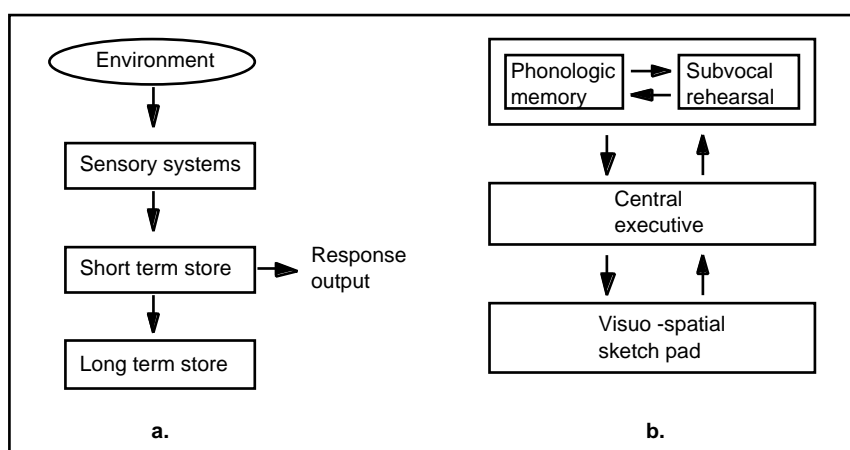 Environment
Sensory systems
Short term store
Response
output
Long term store
a.
Phonologic
memory
Subvocal
rehearsal
Central
executive
Visuo -spatial
sketch pad
b.